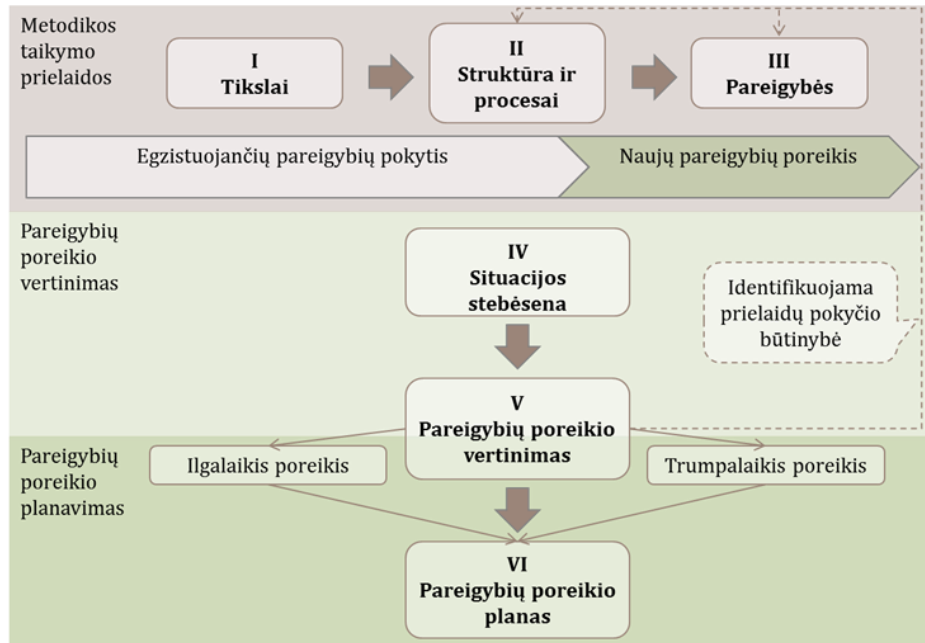 Metodikos
taikymo
prielaidos
I
Tikslai
II
Struktūra ir
procesai
III
Pareigybės
Egzistuojančių pareigybių pokytis
Naujų pareigybių poreikis
Pareigybių
poreikio
vertinimas
IV
Situacijos
stebėsena
Identifikuojama
prielaidų pokyčio
būtinybė
V
Pareigybių poreikio
vertinimas
Pareigybių
poreikio
planavimas
Ilgalaikis poreikis
Trumpalaikis poreikis
VI
Pareigybių poreikio
planas